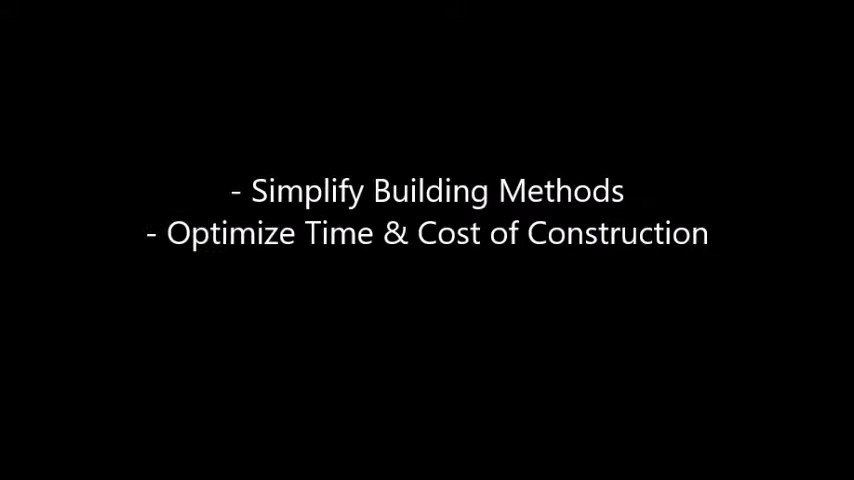 - Simplify Building Methods
- Optimize Time & Cost of Construction